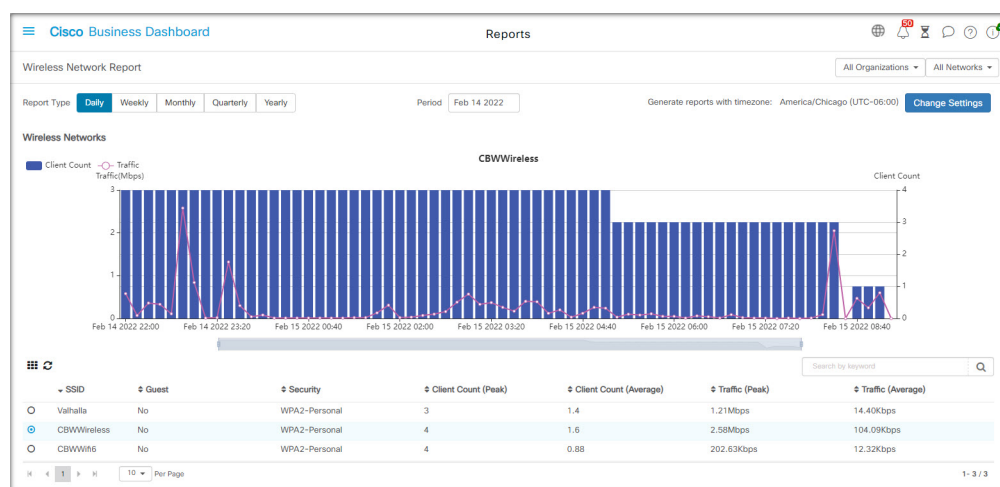 Cisco Business Dashboard
Reports
50
Wireless Network Report
All Organizations
All Networks
Report Type
Daily
Weekly
Monthly
Quarterly
Yearly
Period
Feb 14 2022
Generate reports with timezone: America/Chicago (UTC-06:00)
Change Settings
Wireless Networks
CBWWireless
Client Count
Traffic
Traffic(Mbps)
Client Count
3
2
1
0
4
3
2
1
0
Feb 14 2022 22:00
Feb 14 2022 23:20
Feb 15 2022 00:40
Feb 15 2022 02:00
Feb 15 2022 03:20
Feb 15 2022 04:40
Feb 15 2022 06:00
Feb 15 2022 07:20
Feb 15 2022 08:40
Search by keyword
SSID Guest Security Client Count (Peak) Client Count (Average) Traffic (Peak) Traffic (Average)
Valhalla No WPA2-Personal 3 1.4 1.21Mbps 14.40Kbps
CBWWireless No WPA2-Personal 4 1.6 2.58Mbps 104.09Kbps
CBWWifi6 No WPA2-Personal 4 0.88 202.63Kbps 12.32Kbps
1
10
Per Page
1- 3 / 3